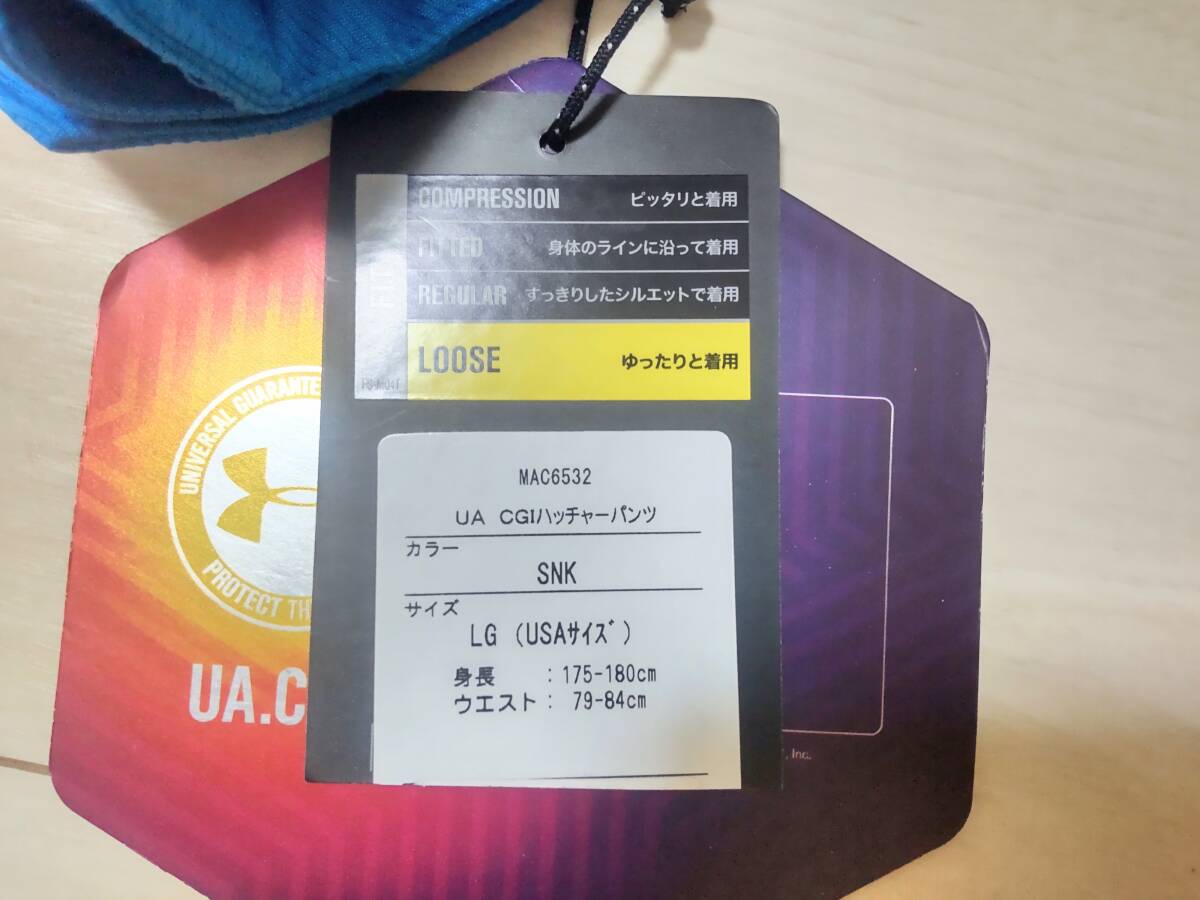 COMPRESSION ピッタリと着用
FITTED 身体のラインに沿って着用
REGULAR すっきりしたシルエットで着用
LOOSE ゆったりと着用
MAC6532
UA CGIハッチャーパンツ
カラー
SNK
サイズ
LG (USAサイズ)
身長 : 175-180cm
ウエスト : 79-84cm
UNIVERSAL GUARANTE
PROTECT TH
UA.C
, Inc.